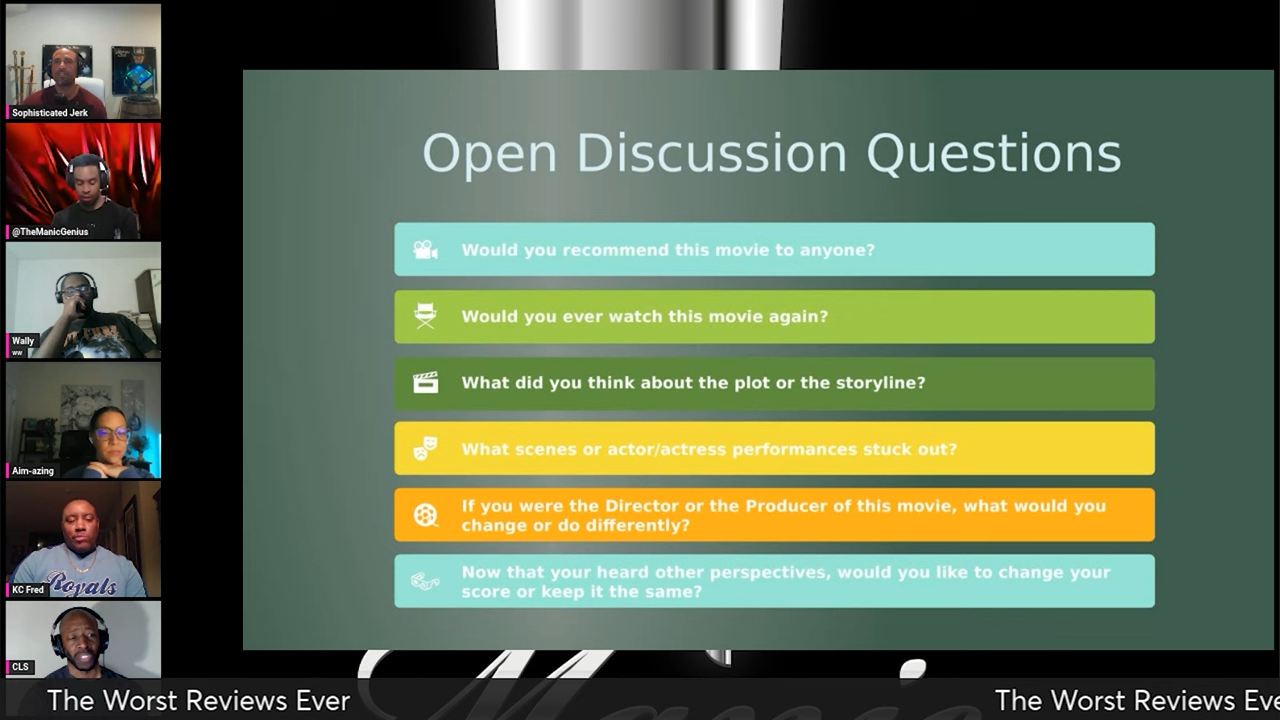 Sophisticated Jerk
@TheManicGenius
Wally
ww
Aim-azing
KC Fred
Royals
CLS
Open Discussion Questions
Would you recommend this movie to anyone?
Would you ever watch this movie again?
What did you think about the plot or the storyline?
What scenes or actor/actress performances stuck out?
If you were the Director or the Producer of this movie, what would you
change or do differently?
Now that your heard other perspectives, would you like to change your
score or keep it the same?
The Worst Reviews Ever
The Worst Reviews Eve